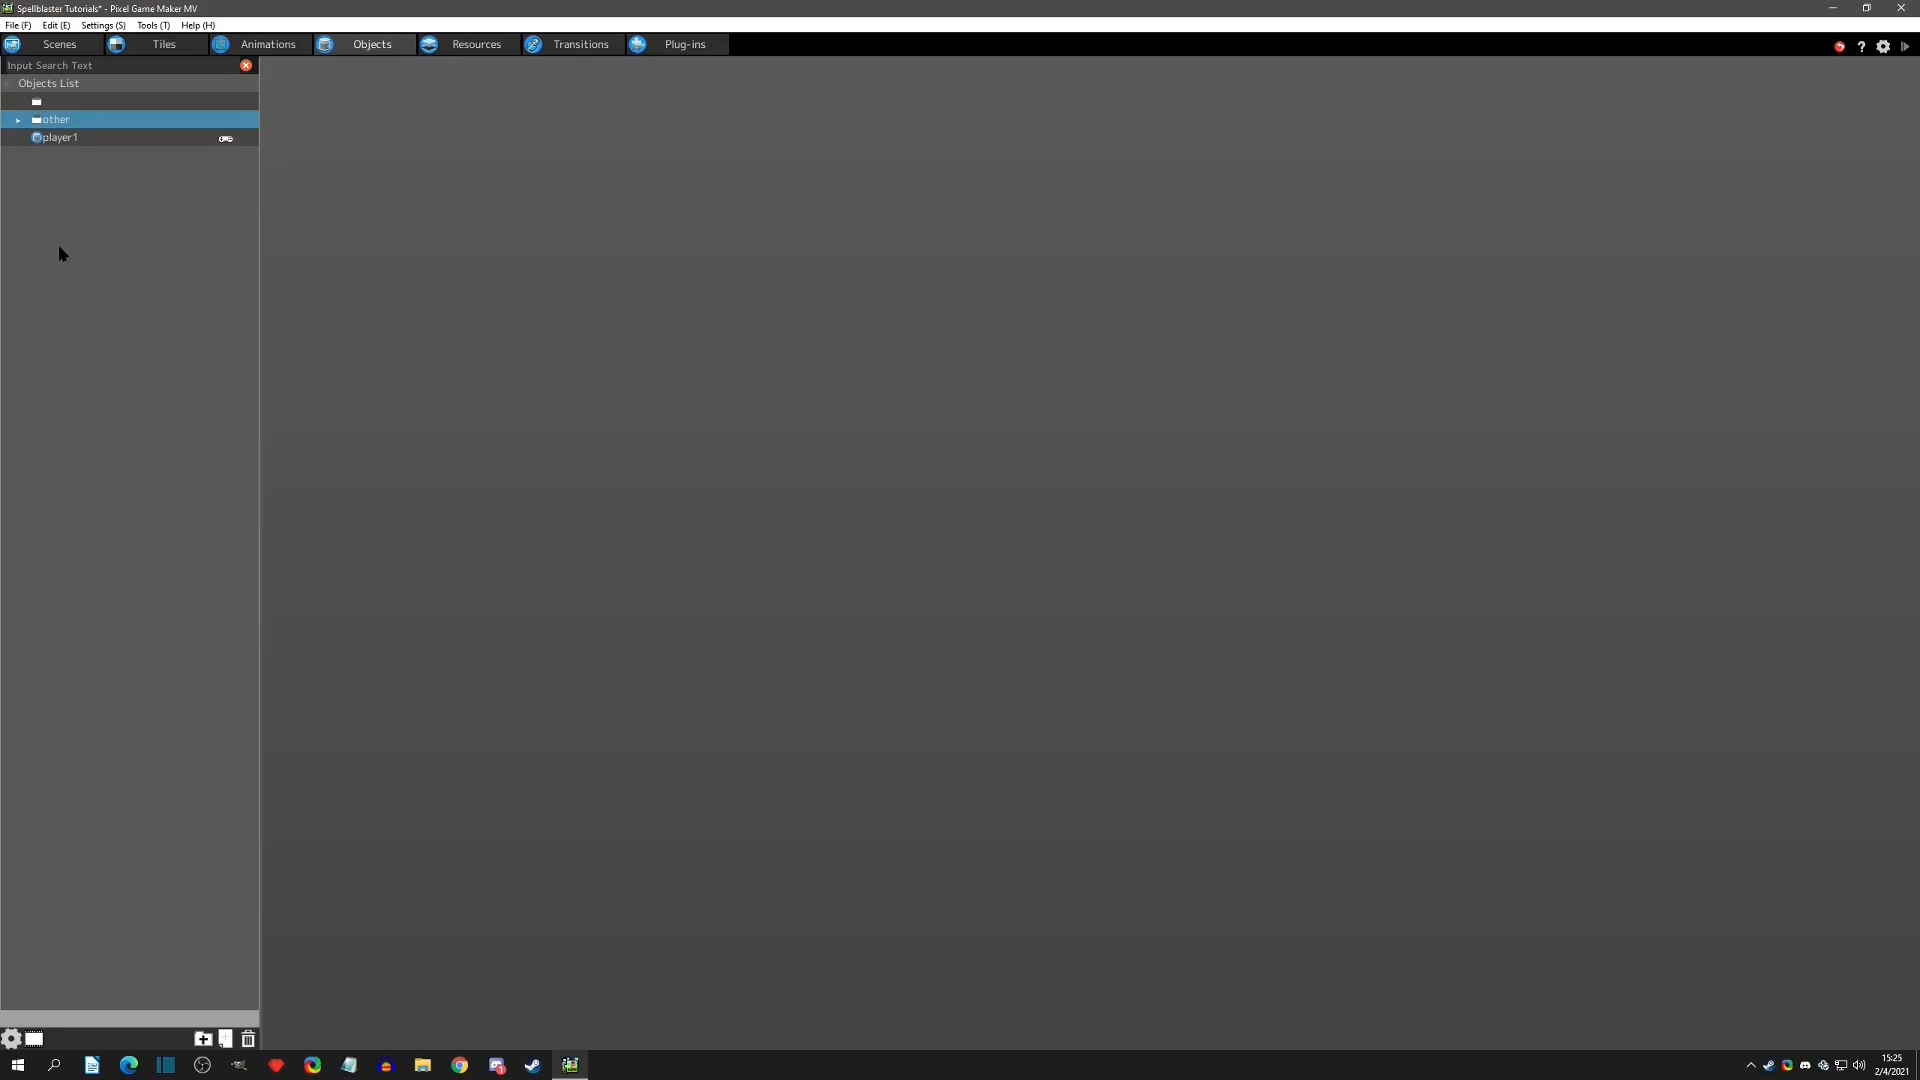 Spellblaster Tutorials* - Pixel Game Maker MV
File (F) Edit (E) Settings (S) Tools (T) Help (H)
Scenes Tiles Animations Objects Resources Transitions Plug-ins
?
Input Search Text
Objects List
other
player1
15:25
2/4/2021